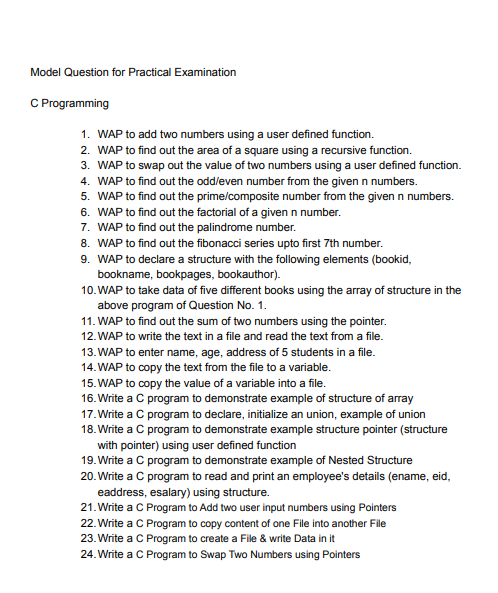 Model Question for Practical Examination
C Programming
1. WAP to add two numbers using a user defined function.
2. WAP to find out the area of a square using a recursive function.
3. WAP to swap out the value of two numbers using a user defined function.
4. WAP to find out the odd/even number from the given n numbers.
5. WAP to find out the prime/composite number from the given n numbers.
6. WAP to find out the factorial of a given n number.
7. WAP to find out the palindrome number.
8. WAP to find out the fibonacci series upto first 7th number.
9. WAP to declare a structure with the following elements (bookid,
bookname, bookpages, bookauthor).
10. WAP to take data of five different books using the array of structure in the
above program of Question No. 1.
11. WAP to find out the sum of two numbers using the pointer.
12. WAP to write the text in a file and read the text from a file.
13. WAP to enter name, age, address of 5 students in a file.
14. WAP to copy the text from the file to a variable.
15. WAP to copy the value of a variable into a file.
16. Write a C program to demonstrate example of structure of array
17. Write a C program to declare, initialize an union, example of union
18. Write a C program to demonstrate example structure pointer (structure
with pointer) using user defined function
19. Write a C program to demonstrate example of Nested Structure
20. Write a C program to read and print an employee's details (ename, eid,
eaddress, esalary) using structure.
21. Write a C Program to Add two user input numbers using Pointers
22. Write a C Program to copy content of one File into another File
23. Write a C Program to create a File & write Data in it
24. Write a C Program to Swap Two Numbers using Pointers